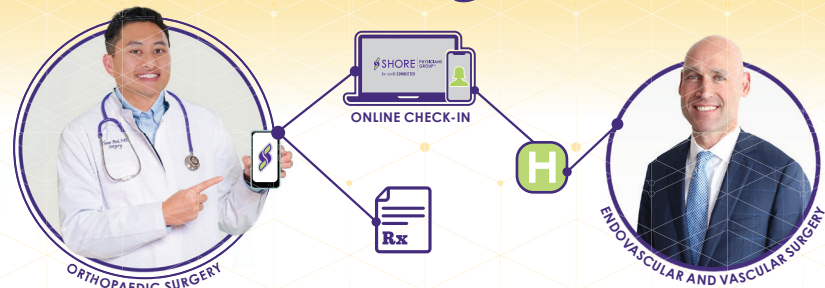 SHORE PHYSICIANS
GROUP
ONLINE CHECK-IN
H
Rx
ORTHOPAEDIC SURGERY
ENDOVASCULAR AND VASCULAR SURGERY